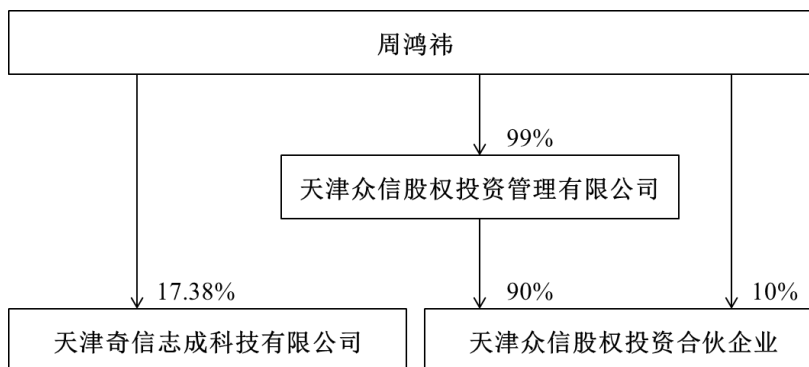 周鸿祎
99%
天津众信股权投资管理有限公司
17.38%
90%
10%
天津奇信志成科技有限公司
天津众信股权投资合伙企业